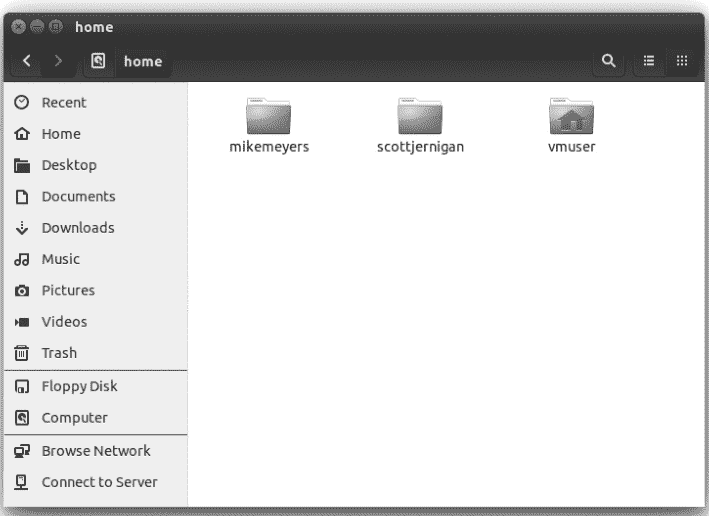 home
home
Recent
Home
Desktop
Documents
Downloads
Music
Pictures
Videos
Trash
Floppy Disk
Computer
Browse Network
Connect to Server
mikemeyers
scottjernigan
vmuser